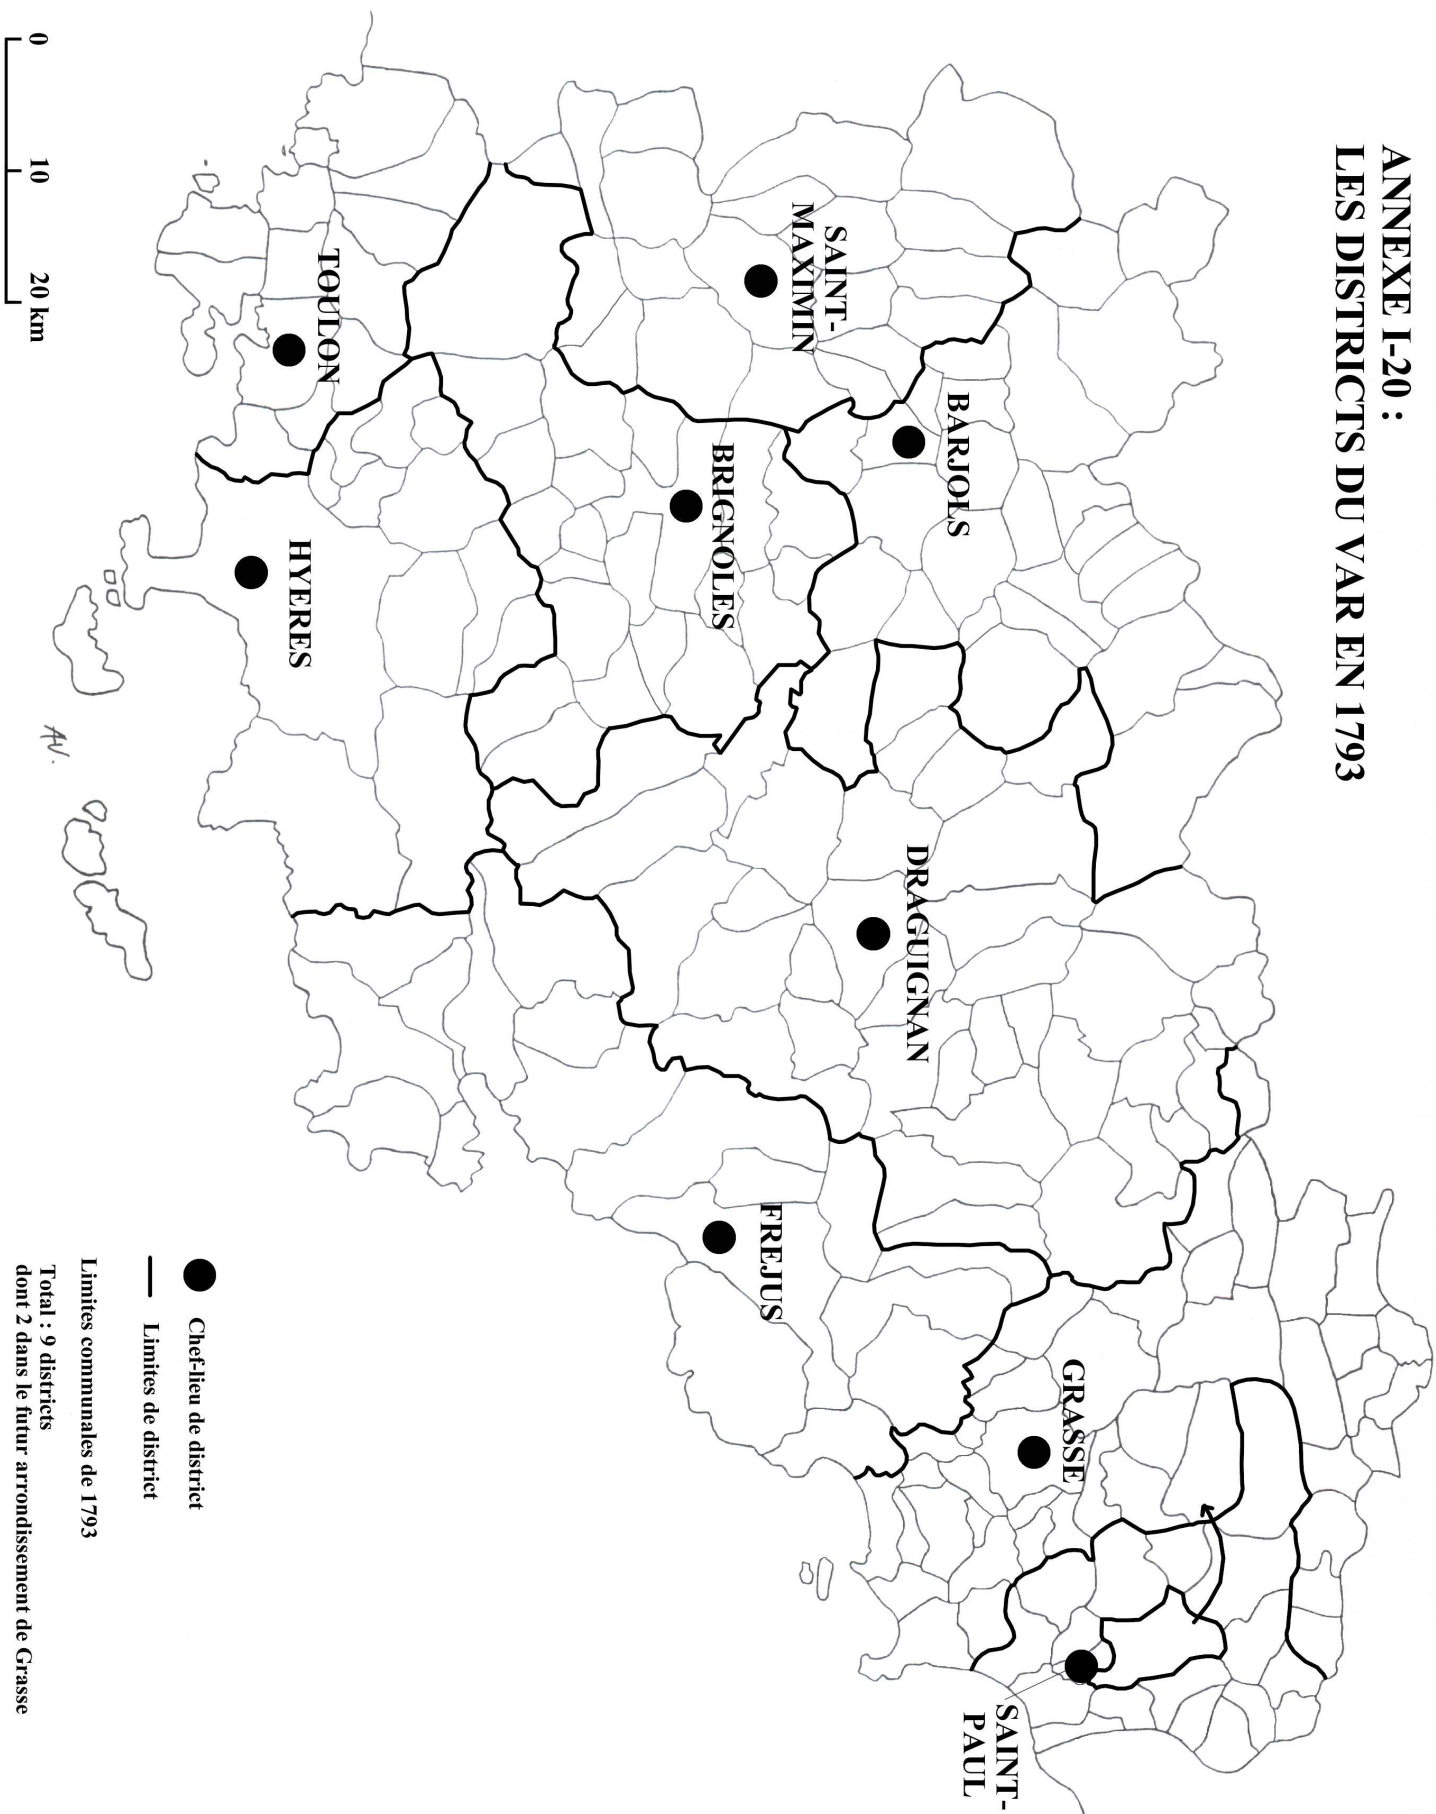 ANNEXE I-20 :
LES DISTRICTS DU VAR EN 1793
SAINT-
MAXIMIN
BARJOLS
BRIGNOLES
TOULON
HYERES
DRAGUIGNAN
FREJUS
GRASSE
SAINT-
PAUL
0 10 20 km
A.V.
Chef-lieu de district
Limites de district
Limites communales de 1793
Total : 9 districts
dont 2 dans le futur arrondissement de Grasse